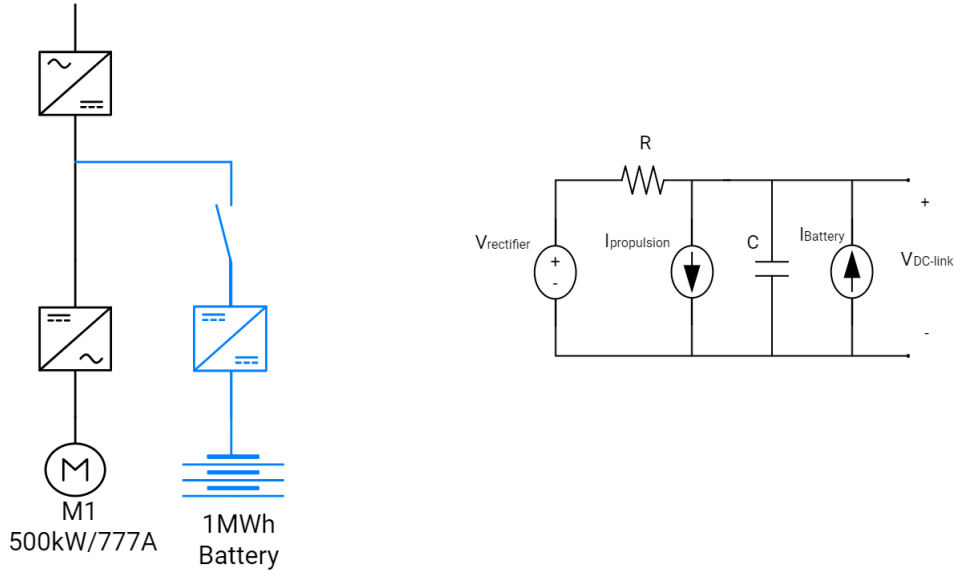 M
M1
500kW/777A
1MWh
Battery
R
Vrectifier
+
-
Ipropulsion
C
IBattery
+
VDC-link
-